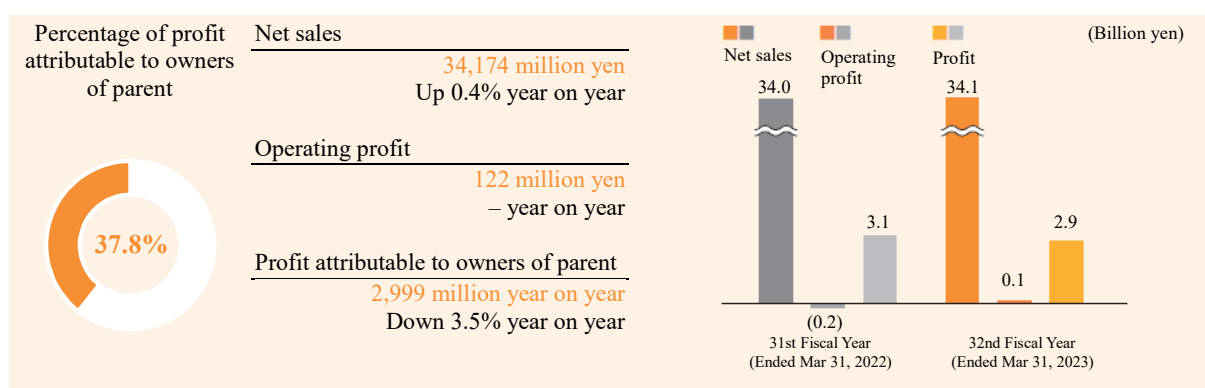 Percentage of profit
attributable to owners
of parent
37.8%
Net sales
34,174 million yen
Up 0.4% year on year
Operating profit
122 million yen
– year on year
Profit attributable to owners of parent
2,999 million year on year
Down 3.5% year on year
(Billion yen)
Net sales
Operating
profit
Profit
34.0
(0.2)
3.1
31st Fiscal Year
(Ended Mar 31, 2022)
34.1
0.1
2.9
32nd Fiscal Year
(Ended Mar 31, 2023)